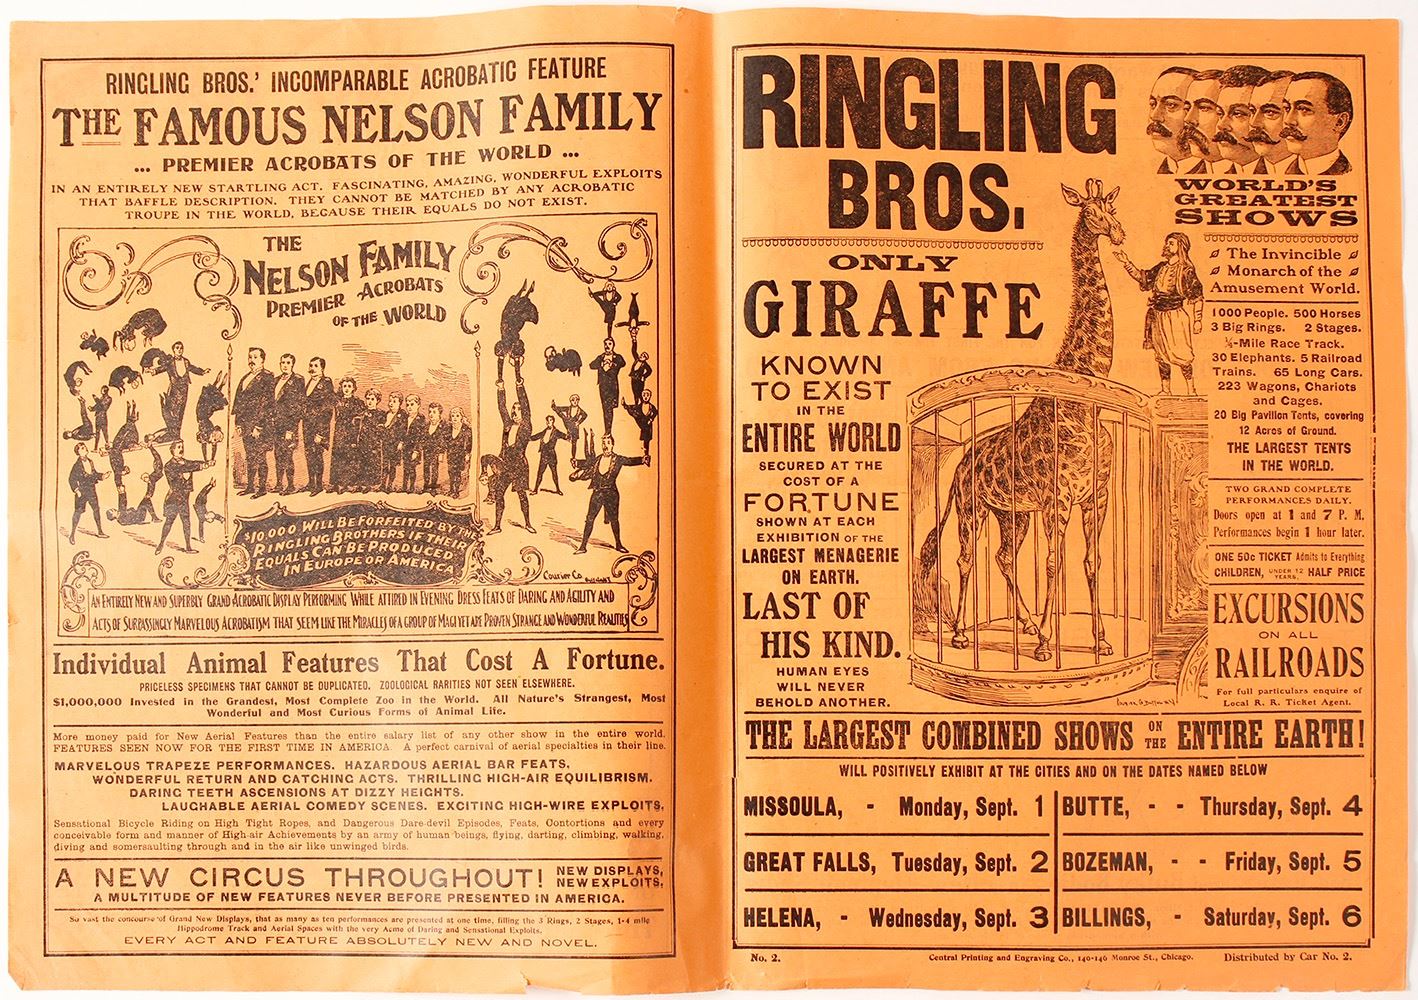 RINGLING BROS.' INCOMPARABLE ACROBATIC FEATURE
THE FAMOUS NELSON FAMILY
... PREMIER ACROBATS OF THE WORLD ...
IN AN ENTIRELY NEW STARTLING ACT. FASCINATING, AMAZING, WONDERFUL EXPLOITS
THAT BAFFLE DESCRIPTION. THEY CANNOT BE MATCHED BY ANY ACROBATIC
TROUPE IN THE WORLD, BECAUSE THEIR EQUALS DO NOT EXIST.
THE
NELSON FAMILY
PREMIER ACROBATS
OF THE WORLD
$10,000 WILL BE FORFEITED BY THE
RINGLING BROTHERS IF THEIR
EQUALS CAN BE PRODUCED
IN EUROPE OR AMERICA
Courier Co.
AN ENTIRELY NEW AND SUPERBLY GRAND ACROBATIC DISPLAY PERFORMING WHILE ATTIRED IN EVENING DRESS FEATS OF DARING AND AGILITY AND
ACTS OF SURPASSINGLY MARVELOUS ACROBATISM THAT SEEM LIKE THE MIRACLES OF A GROUP OF MAGI YET ARE PROVEN STRANGE AND WONDERFUL REALITIES
Individual Animal Features That Cost A Fortune.
PRICELESS SPECIMENS THAT CANNOT BE DUPLICATED. ZOOLOGICAL RARITIES NOT SEEN ELSEWHERE.
$1,000,000 Invested in the Grandest, Most Complete Zoo in the World. All Nature's Strangest, Most
Wonderful and Most Curious Forms of Animal Life.
More money paid for New Aerial Features than the entire salary list of any other show in the entire world.
FEATURES SEEN NOW FOR THE FIRST TIME IN AMERICA. A perfect carnival of aerial specialties in their line.
MARVELOUS TRAPEZE PERFORMANCES. HAZARDOUS AERIAL BAR FEATS.
WONDERFUL RETURN AND CATCHING ACTS. THRILLING HIGH-AIR EQUILIBRISM.
DARING TEETH ASCENSIONS AT DIZZY HEIGHTS.
LAUGHABLE AERIAL COMEDY SCENES. EXCITING HIGH-WIRE EXPLOITS.
Sensational Bicycle Riding on High Tight Ropes, and Dangerous Dare-devil Episodes, Feats, Contortions and every
conceivable form and manner of High-air Achievements by an army of human beings, flying, darting, climbing, walking,
diving and somersaulting through and in the air like unwinged birds.
A NEW CIRCUS THROUGHOUT! NEW DISPLAYS,
NEW EXPLOITS,
A MULTITUDE OF NEW FEATURES NEVER BEFORE PRESENTED IN AMERICA.
So vast the concourse of Grand New Displays, that as many as ten performances are presented at one time, filling the 3 Rings, 2 Stages, 1-4 mile
Hippodrome Track and Aerial Spaces with the very Acme of Daring and Sensational Exploits.
EVERY ACT AND FEATURE ABSOLUTELY NEW AND NOVEL.
RINGLING
BROS.
WORLD'S
GREATEST
SHOWS
ONLY
GIRAFFE
KNOWN
TO EXIST
IN THE
ENTIRE WORLD
SECURED AT THE
COST OF A
FORTUNE
SHOWN AT EACH
EXHIBITION OF THE
LARGEST MENAGERIE
ON EARTH.
LAST OF
HIS KIND.
HUMAN EYES
WILL NEVER
BEHOLD ANOTHER.
The Invincible
Monarch of the
Amusement World.
1000 People. 500 Horses
3 Big Rings. 2 Stages.
¼-Mile Race Track.
30 Elephants. 5 Railroad
Trains. 65 Long Cars.
223 Wagons, Chariots
and Cages.
20 Big Pavilion Tents, covering
12 Acres of Ground.
THE LARGEST TENTS
IN THE WORLD.
TWO GRAND COMPLETE
PERFORMANCES DAILY.
Doors open at 1 and 7 P. M.
Performances begin 1 hour later.
ONE 50c TICKET Admits to Everything
CHILDREN, UNDER 12 YEARS, HALF PRICE
EXCURSIONS
ON ALL
RAILROADS
For full particulars enquire of
Local R. R. Ticket Agent.
THE LARGEST COMBINED SHOWS ON THE ENTIRE EARTH!
WILL POSITIVELY EXHIBIT AT THE CITIES AND ON THE DATES NAMED BELOW
MISSOULA, - Monday, Sept. 1
GREAT FALLS, Tuesday, Sept. 2
HELENA, - Wednesday, Sept. 3
BUTTE, - - Thursday, Sept. 4
BOZEMAN, - - Friday, Sept. 5
BILLINGS, - Saturday, Sept. 6
No. 2. Central Printing and Engraving Co., 140-146 Monroe St., Chicago. Distributed by Car No. 2.